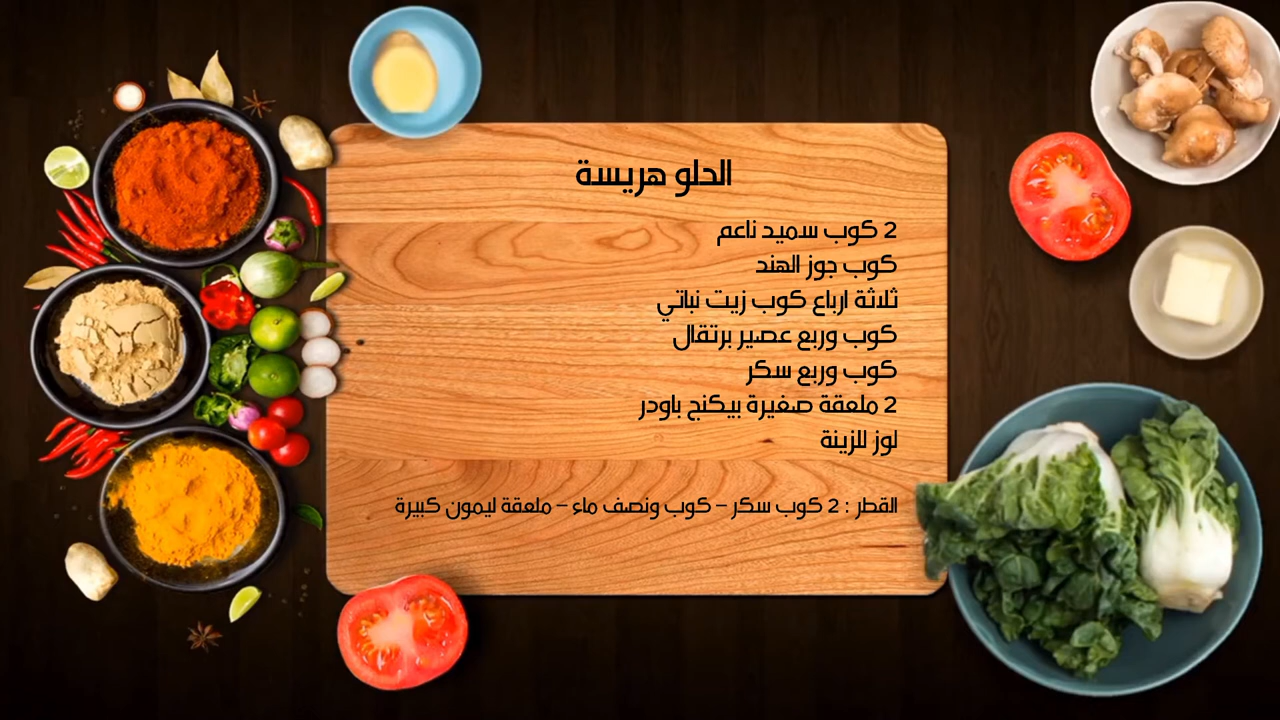 الحلو هريسة
2 كوب سميد ناعم
كوب جوز الهند
ثلاثة ارباع كوب زيت نباتي
كوب وربع عصير برتقال
كوب وربع سكر
2 ملعقة صغيرة بيكنج باودر
لوز للزينة
القطر : 2 كوب سكر – كوب ونصف ماء – ملعقة ليمون كبيرة